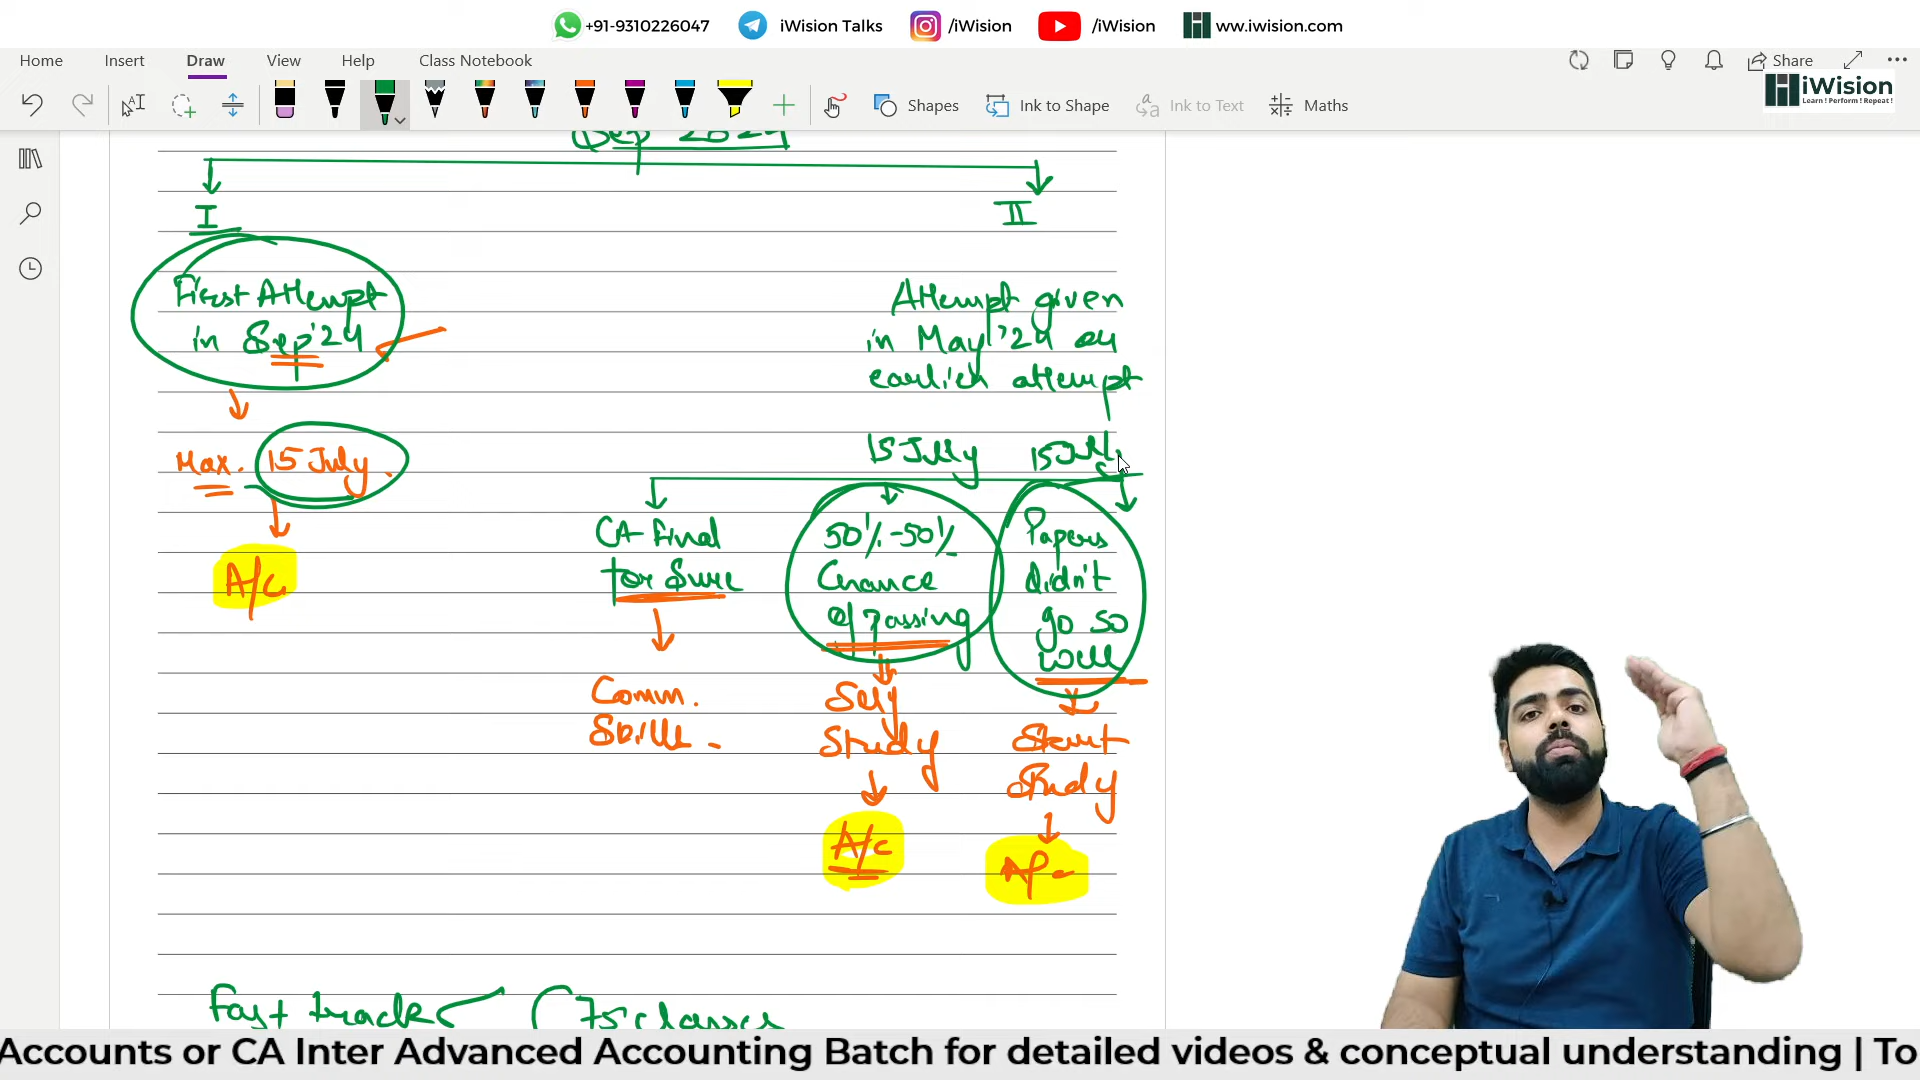 +91-9310226047 iWision Talks /iWision /iWision ww.iwision.com
Home Insert Draw View Help Class Notebook Share
Shapes Ink to Shape Ink to Text Maths
iWision
Learn ! Perform ! Repeat !
Sep 2024
I
II
First Attempt
in Sep'24
Attempt given
in May'24 or
earlier attempt
Max. 15 July.
A/c
15 July
15 July
CA Final
for Sure
Comm.
Skills.
50%-50%
Chance
of passing
Self
Study
A/c
Papers
didn't
go so
well
Start
Study
A/c
Fast track (75 classes
Accounts or CA Inter Advanced Accounting Batch for detailed videos & conceptual understanding | To